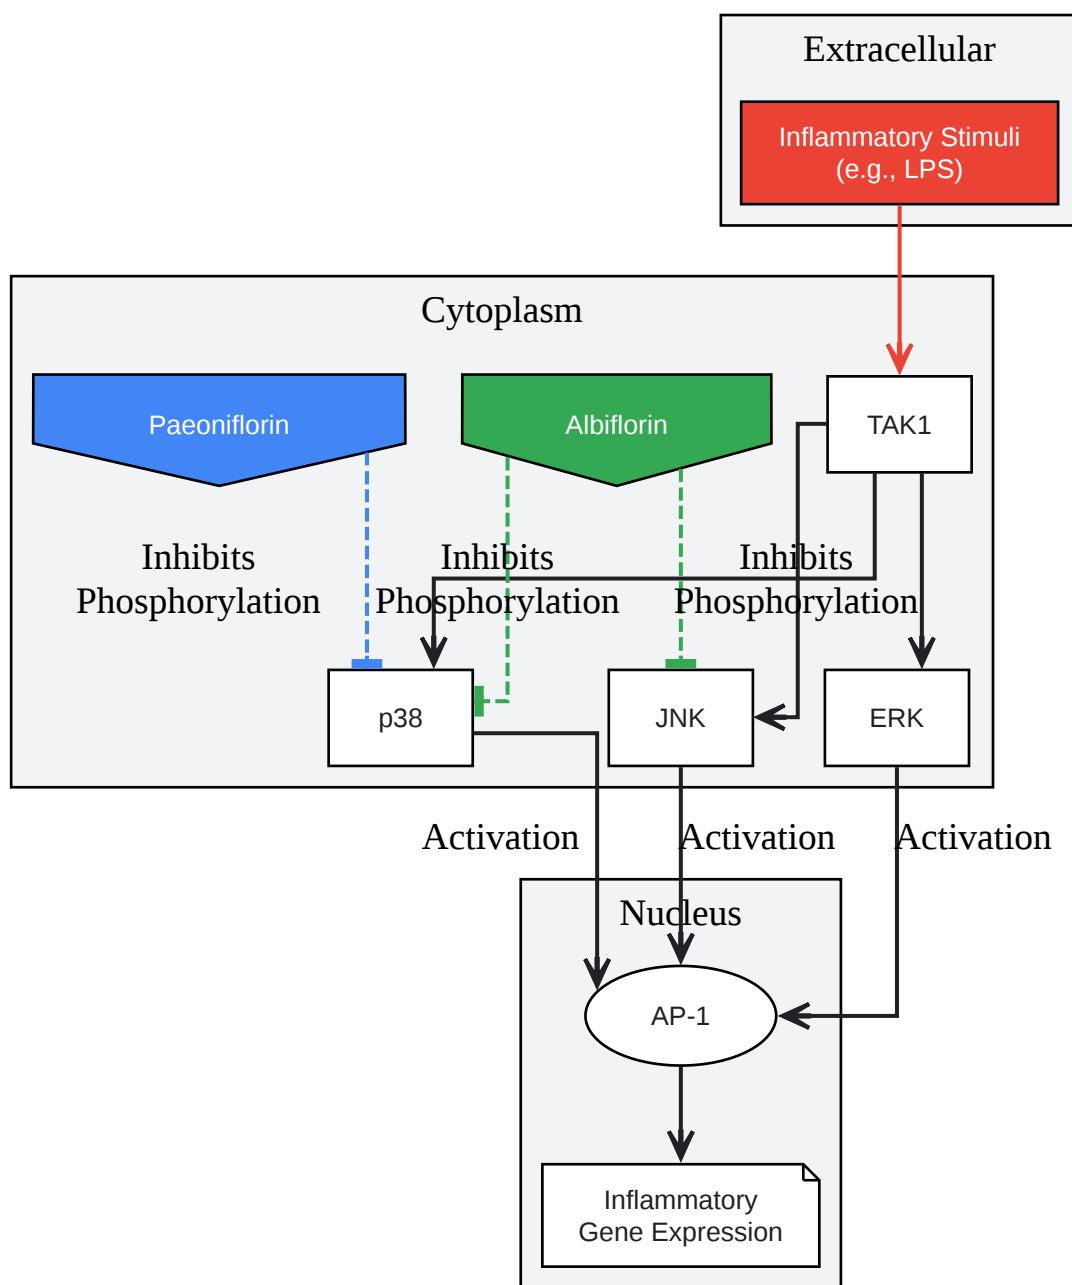 Extracellular
Inflammatory Stimuli
(e.g., LPS)
Cytoplasm
Paeoniflorin
Albiflorin
TAK1
Inhibits
Phosphorylation
Inhibits
Phosphorylation
Inhibits
Phosphorylation
p38
JNK
ERK
Activation
Activation
Activation
Nucleus
AP-1
Inflammatory
Gene Expression